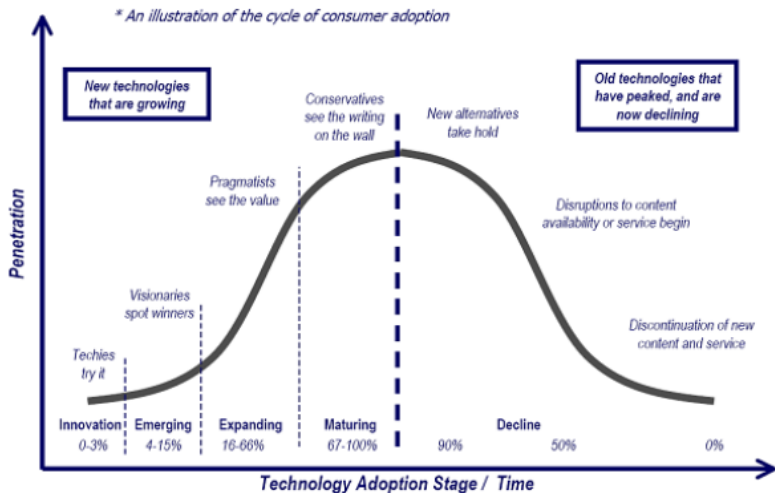 * An illustration of the cycle of consumer adoption
New technologies
that are growing
Conservatives
see the writing
on the wall
New alternatives
take hold
Old technologies that
have peaked, and are
now declining
Pragmatists
see the value
Disruptions to content
availability or service begin
Visionaries
spot winners
Techies
try it
Discontinuation of new
content and service
Penetration
Innovation Emerging Expanding Maturing Decline
0-3% 4-15% 16-66% 67-100% 90% 50% 0%
Technology Adoption Stage / Time